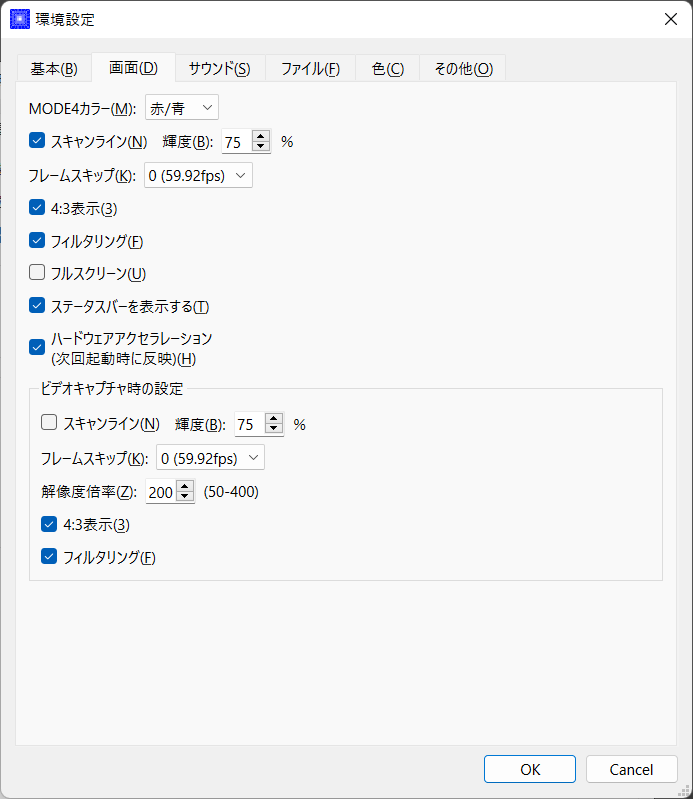 環境設定
基本(B) 画面(D) サウンド(S) ファイル(F) 色(C) その他(O)
MODE4カラー(M): 赤/青
スキャンライン(N) 輝度(B): 75 %
フレームスキップ(K): 0 (59.92fps)
4:3表示(3)
フィルタリング(F)
フルスクリーン(U)
ステータスバーを表示する(T)
ハードウェアアクセラレーション
(次回起動時に反映)(H)
ビデオキャプチャ時の設定
スキャンライン(N) 輝度(B): 75 %
フレームスキップ(K): 0 (59.92fps)
解像度倍率(Z): 200 (50-400)
4:3表示(3)
フィルタリング(F)
OK Cancel